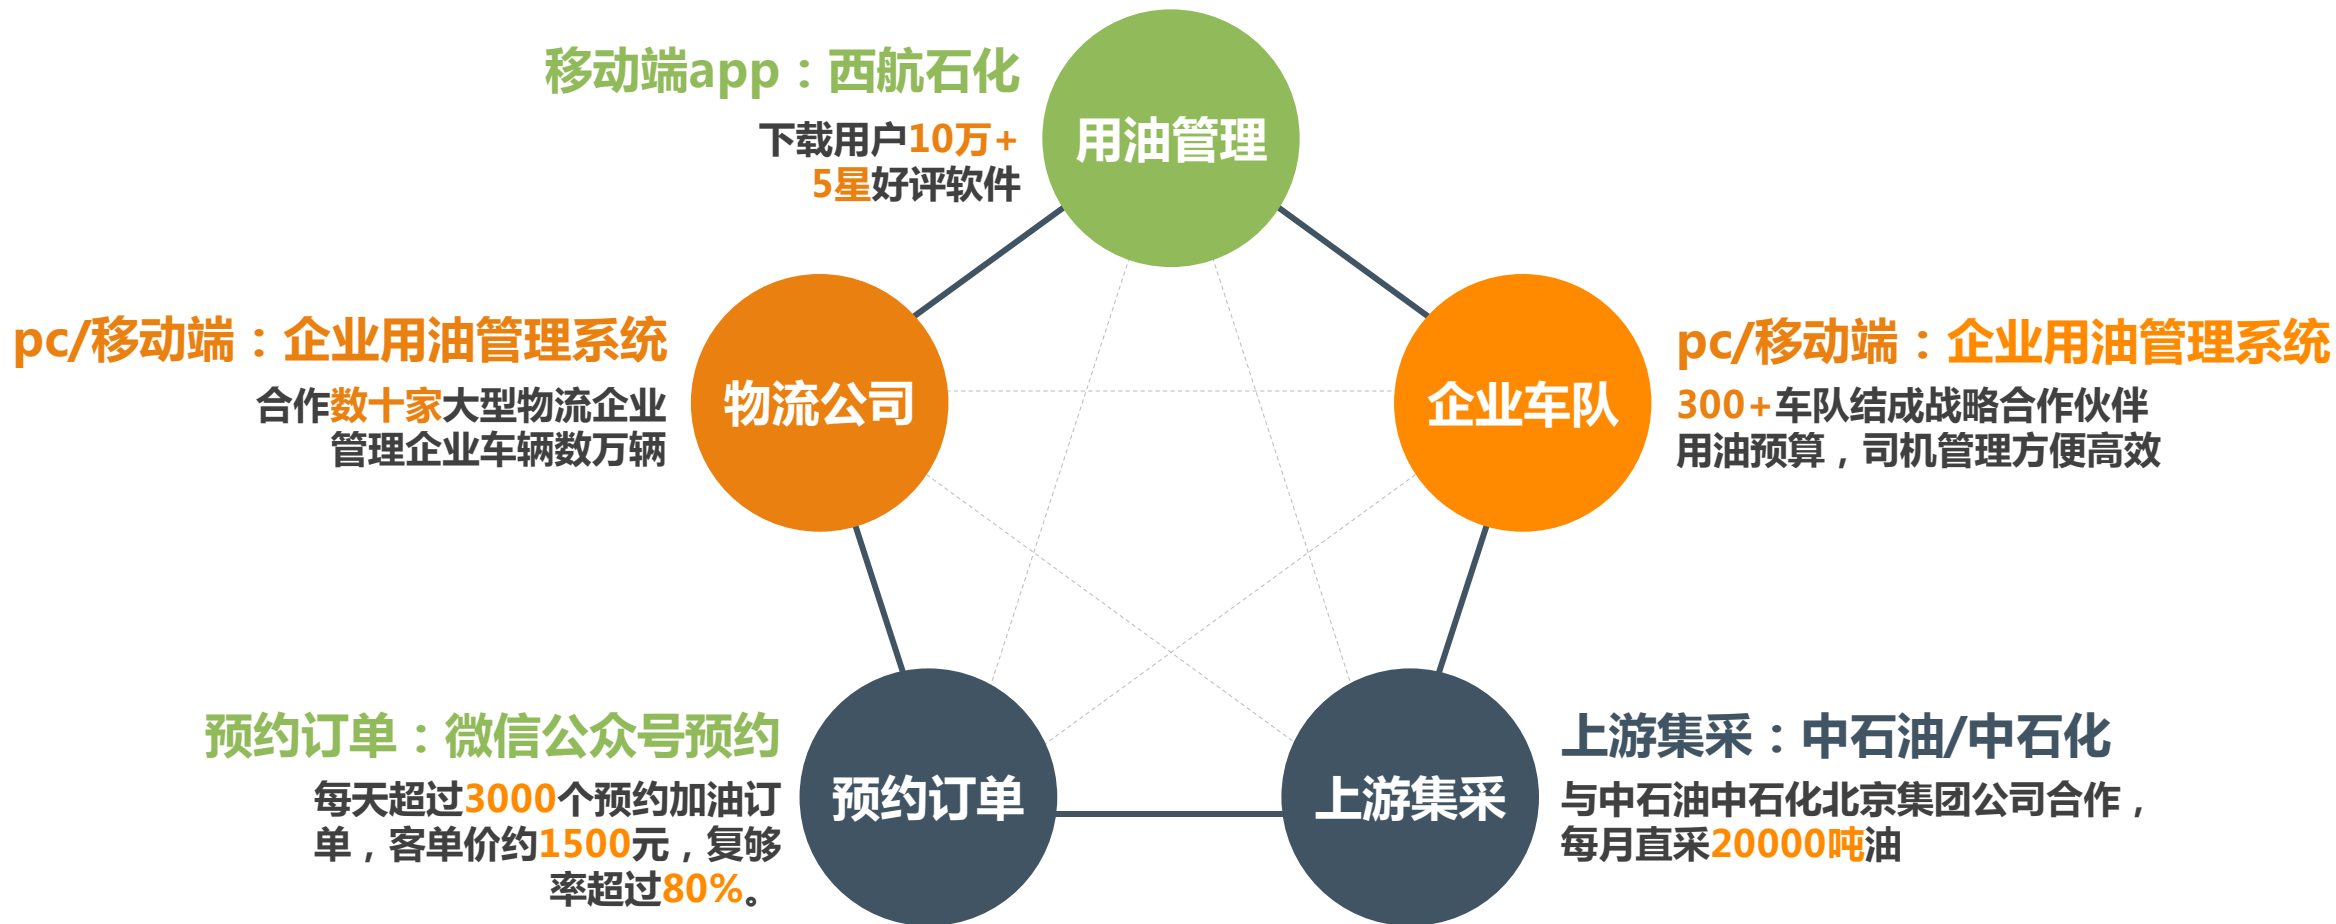 移动端app：西航石化
下载用户10万+
5星好评软件
用油管理
pc/移动端：企业用油管理系统
合作数十家大型物流企业
管理企业车辆数万辆
物流公司
企业车队
pc/移动端：企业用油管理系统
300+车队结成战略合作伙伴
用油预算，司机管理方便高效
预约订单：微信公众号预约
每天超过3000个预约加油订
单，客单价约1500元，复够
率超过80%。
预约订单
上游集采
上游集采：中石油/中石化
与中石油中石化北京集团公司合作，
每月直采20000吨油